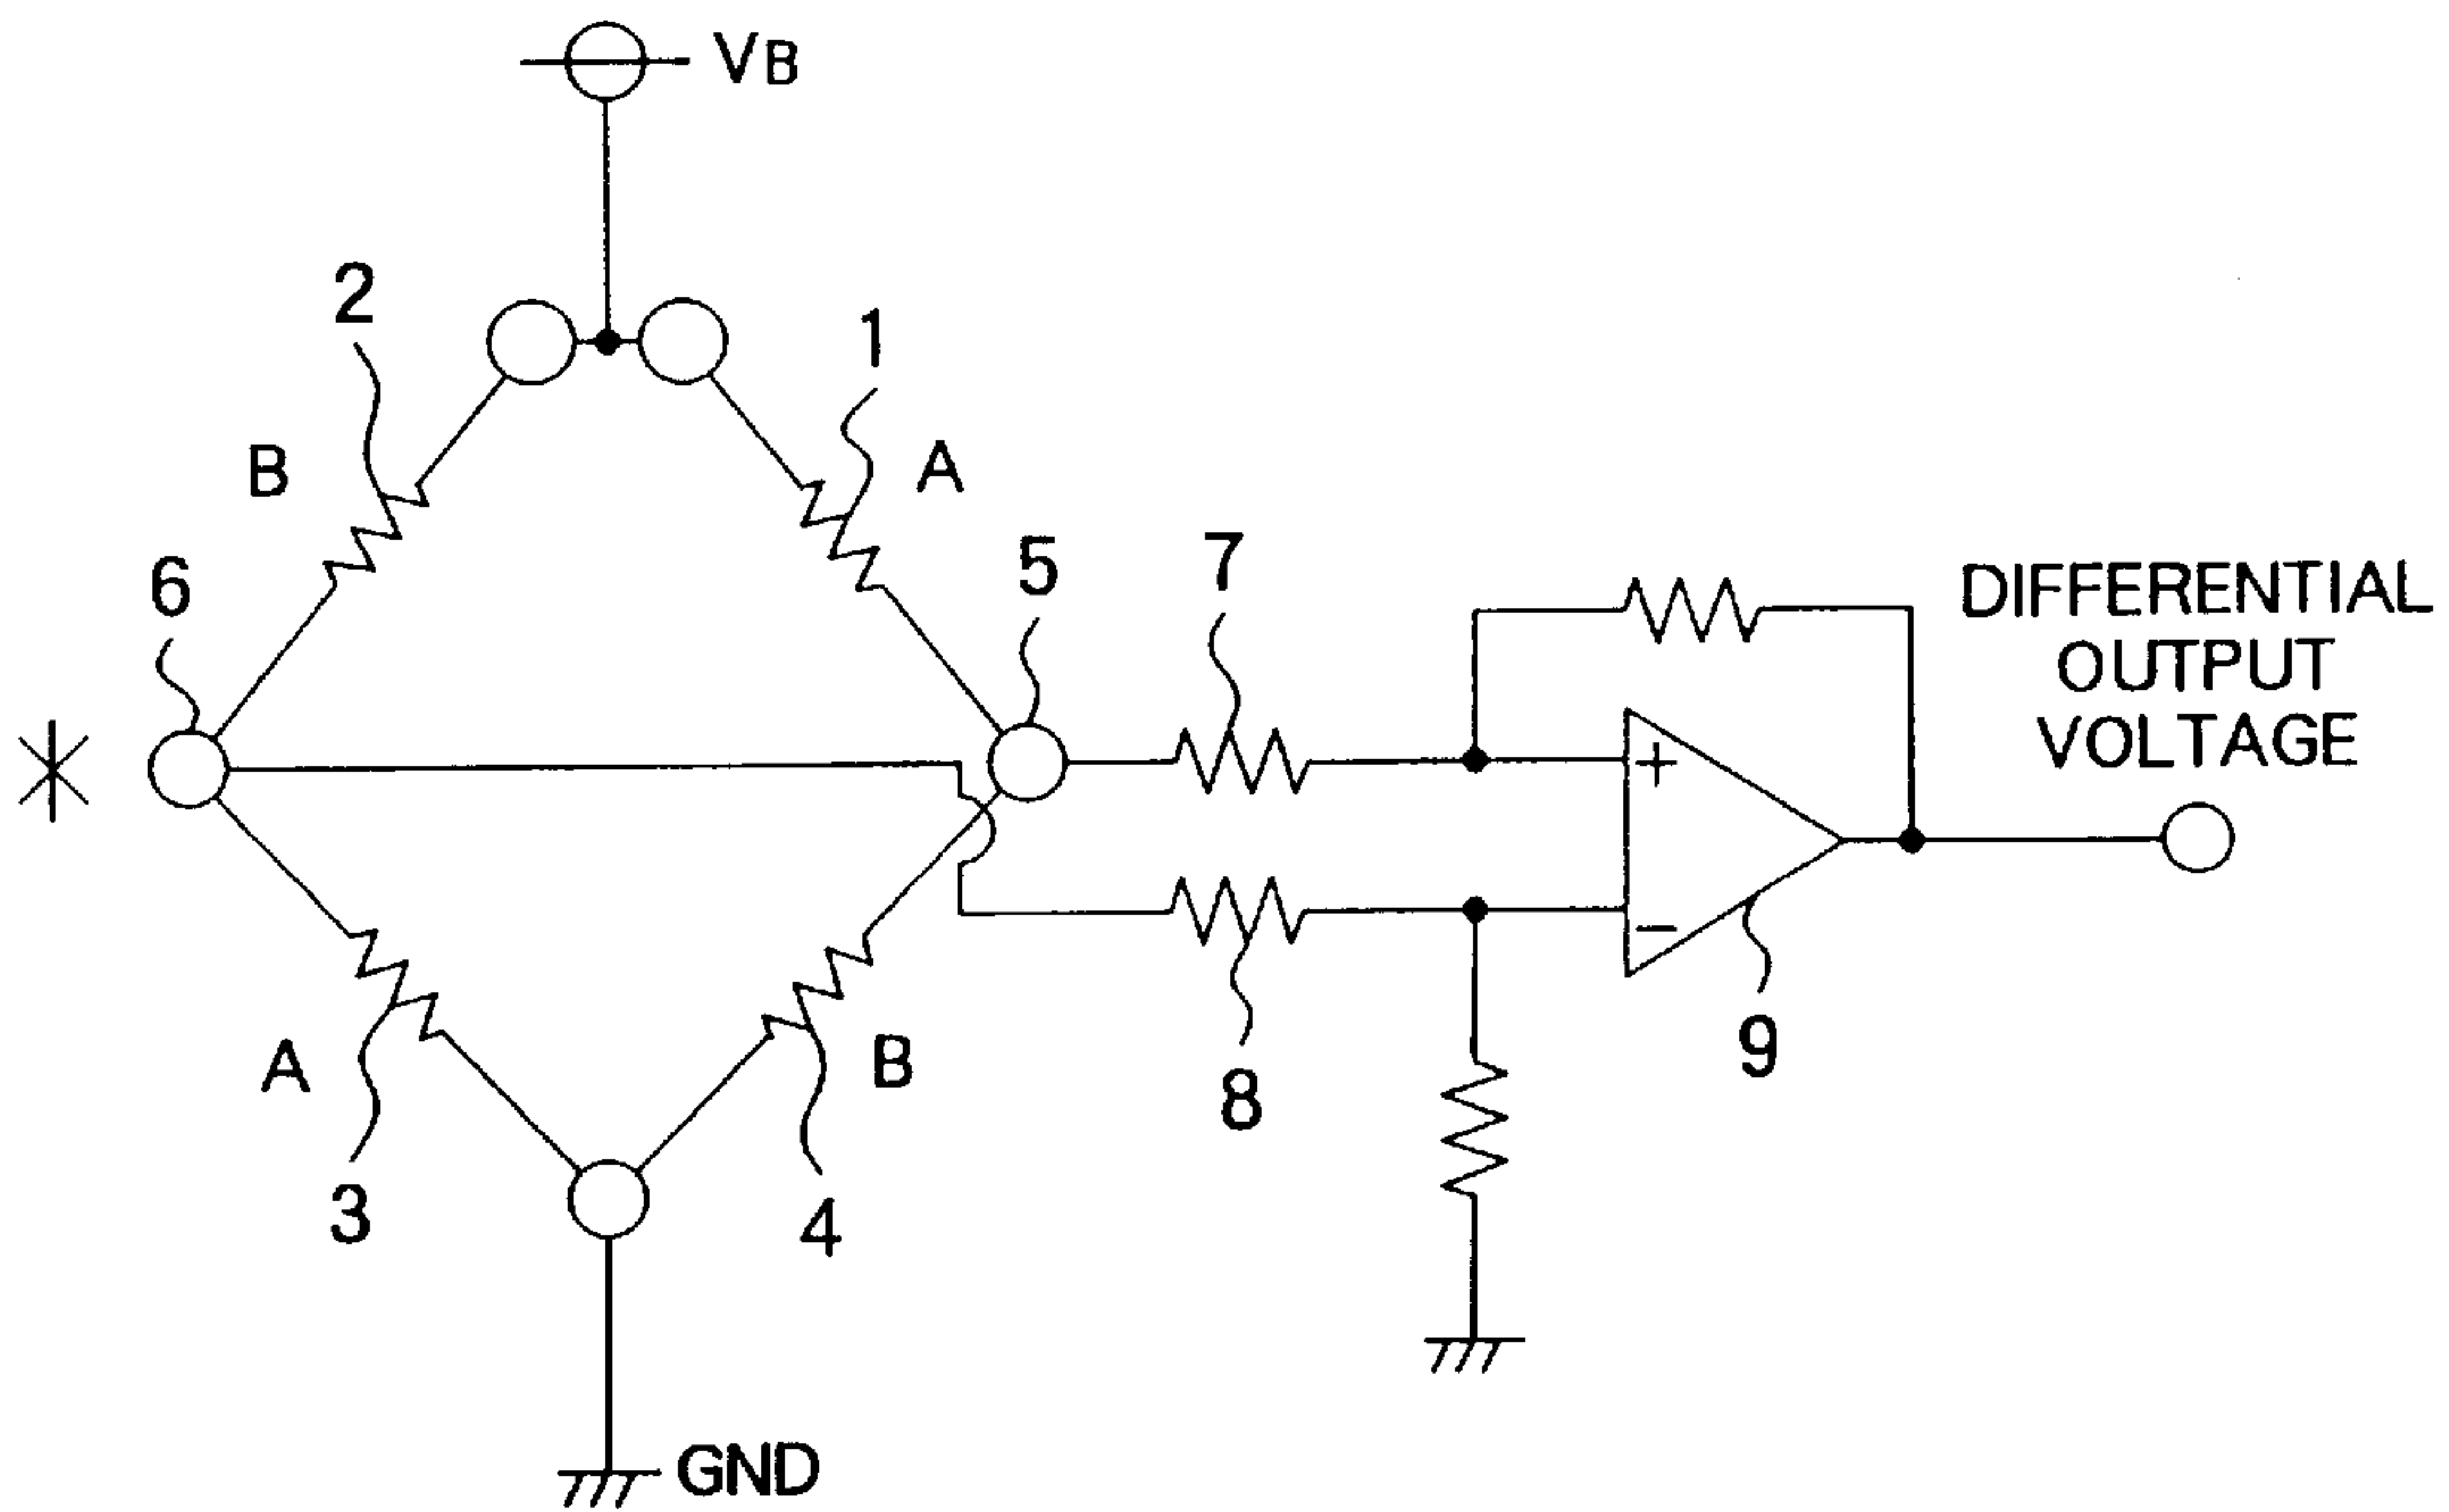 VB
2
1
B
A
6
5
7
DIFFERENTIAL
OUTPUT
VOLTAGE
*
+
−
A
B
8
9
3
4
GND